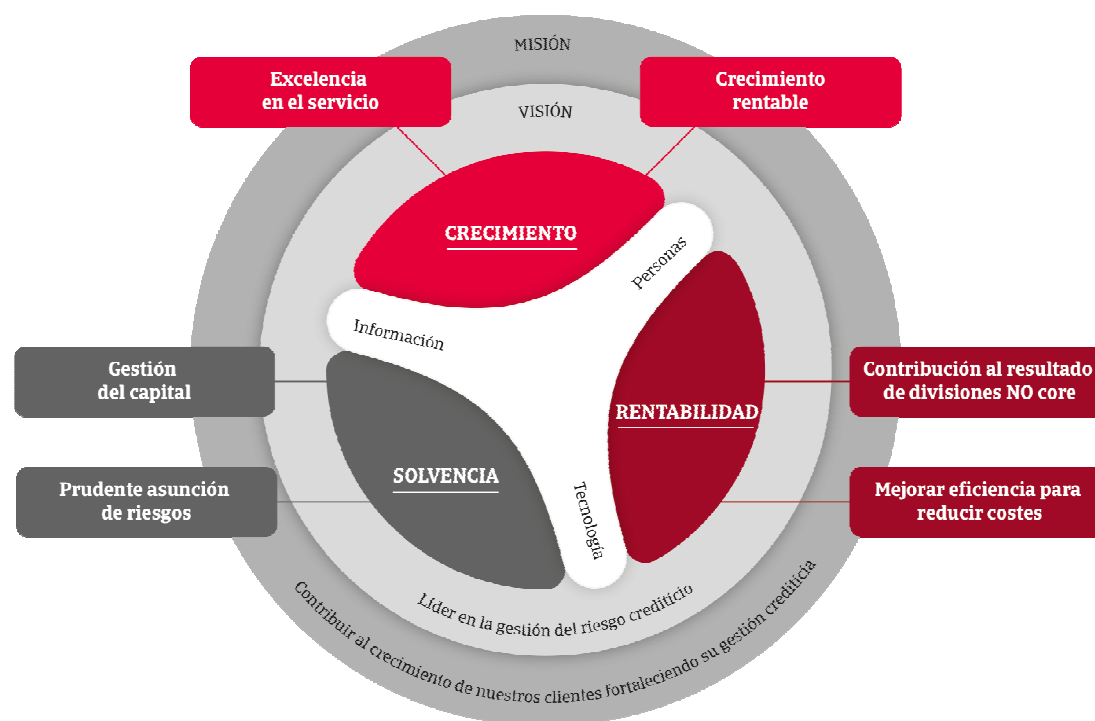 MISIÓN
Excelencia
en el servicio
Crecimiento
rentable
VISIÓN
CRECIMIENTO
Personas
Información
Gestión
del capital
Contribución al resultado
de divisiones NO core
RENTABILIDAD
SOLVENCIA
Prudente asunción
de riesgos
Tecnología
Mejorar eficiencia para
reducir costes
Líder en la gestión del riesgo crediticio
Contribuir al crecimiento de nuestros clientes fortaleciendo su gestión crediticia